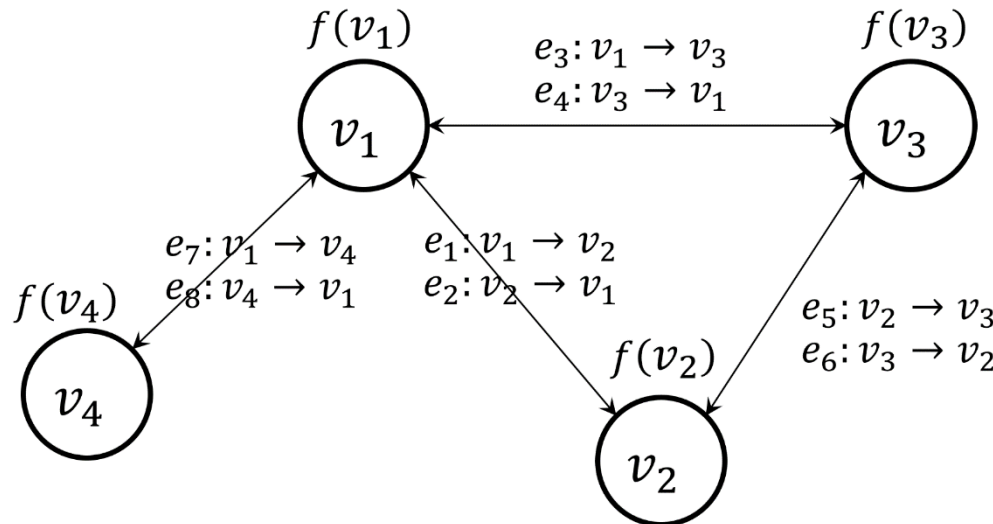 f(v₁)
f(v₃)
e₃: v₁ → v₃
e₄: v₃ → v₁
v₁
v₃
e₇: v₁ → v₄
e₈: v₄ → v₁
e₁: v₁ → v₂
e₂: v₂ → v₁
f(v₄)
e₅: v₂ → v₃
e₆: v₃ → v₂
f(v₂)
v₄
v₂